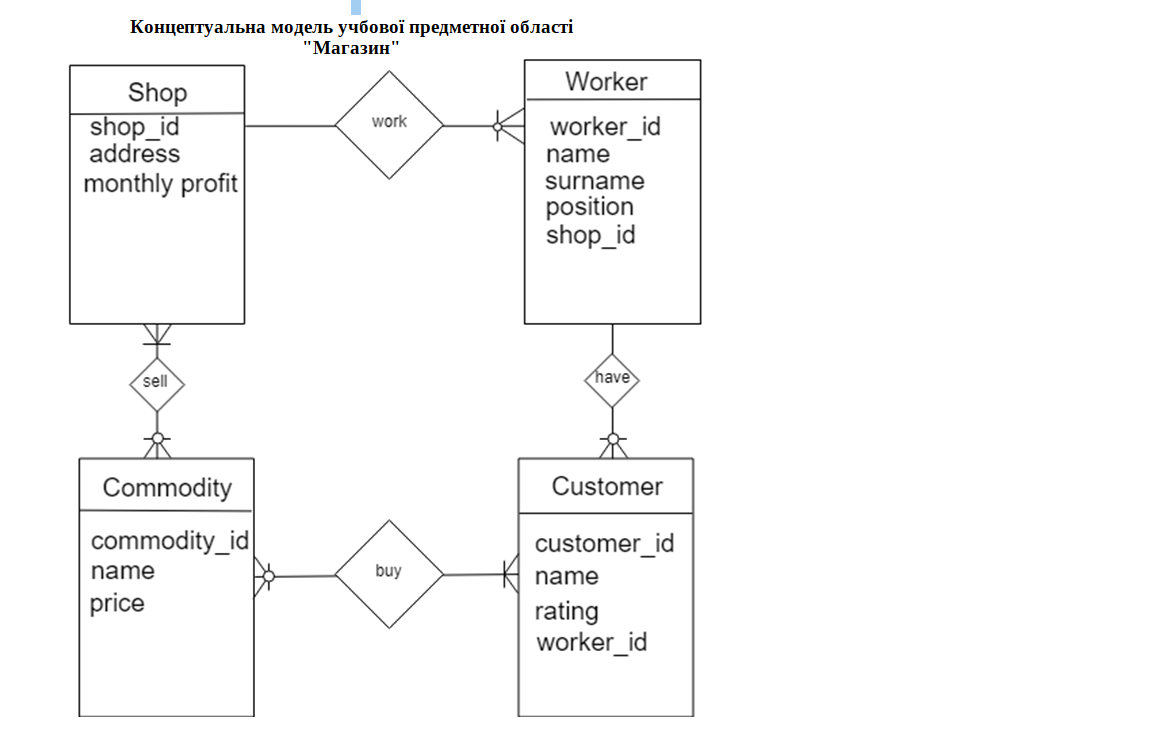 Концептуальна модель учбової предметної області
"Магазин"
Shop
shop_id
address
monthly profit
work
Worker
worker_id
name
surname
position
shop_id
sell
have
Commodity
commodity_id
name
price
buy
Customer
customer_id
name
rating
worker_id